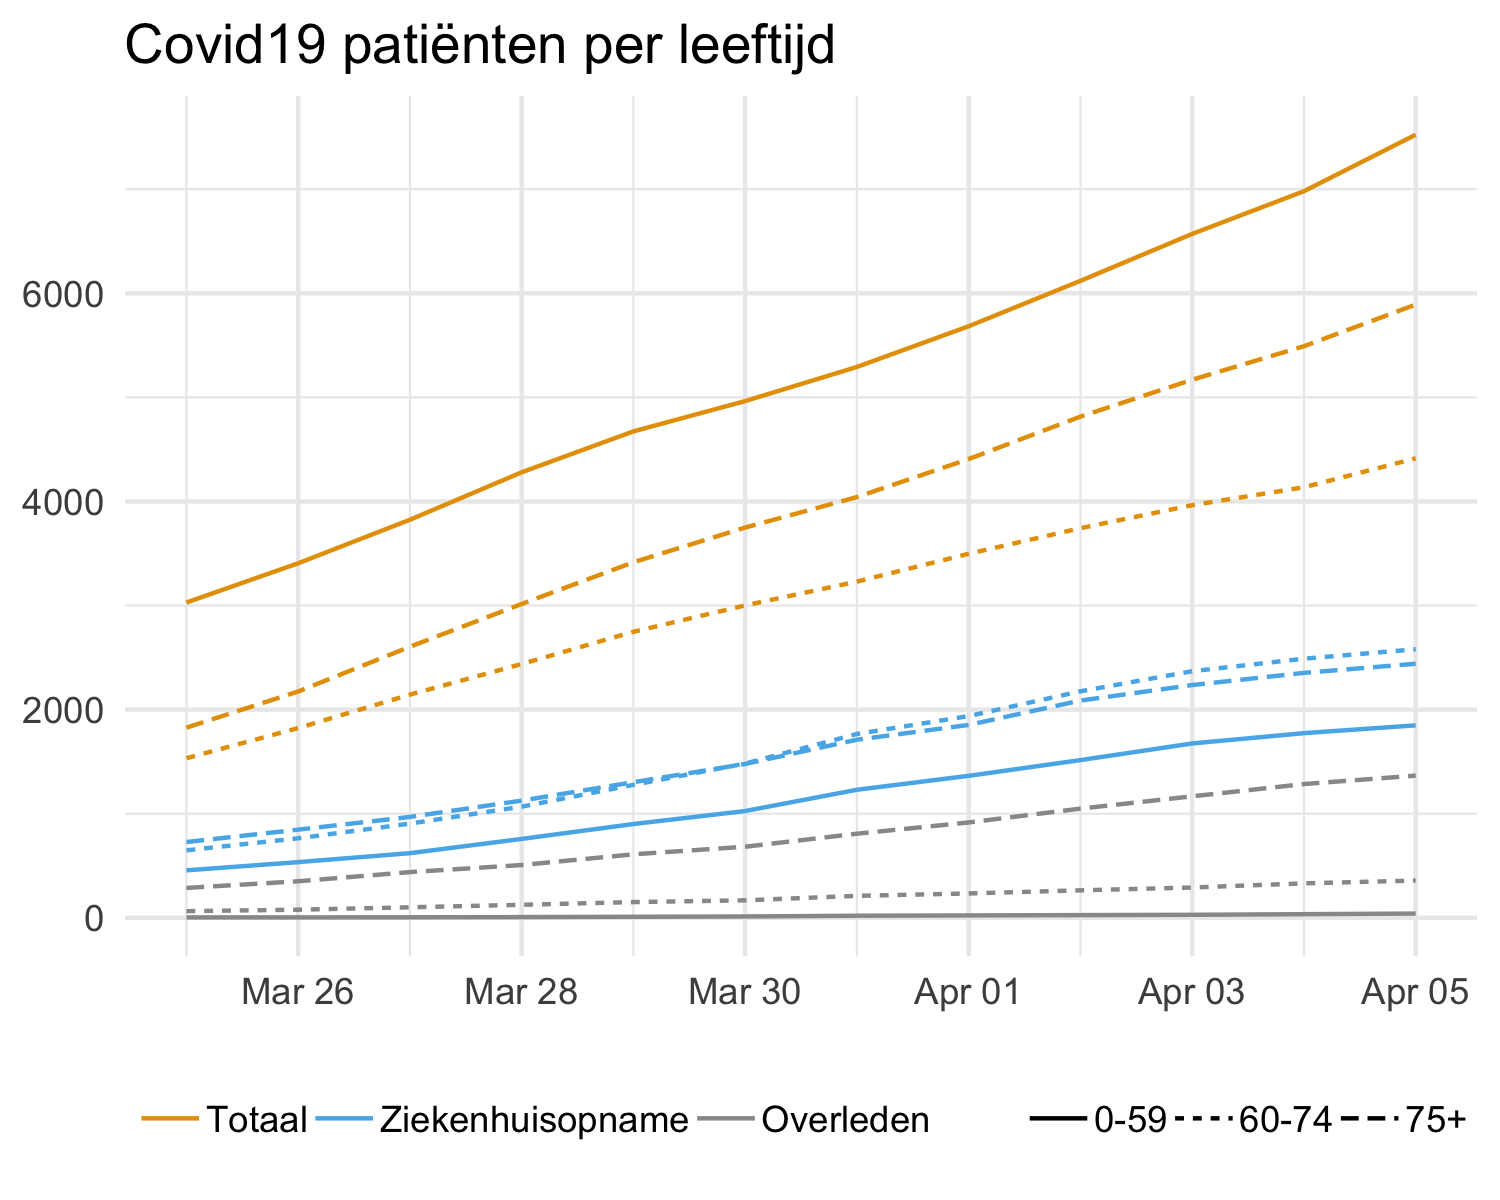 Covid19 patiënten per leeftijd
6000
4000
2000
0
Mar 26 Mar 28 Mar 30 Apr 01 Apr 03 Apr 05
Totaal Ziekenhuisopname Overleden 0-59 60-74 75+